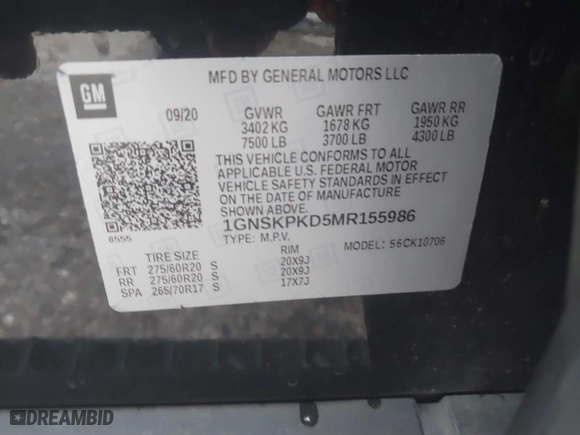 GM
MFD BY GENERAL MOTORS LLC
09/20 GVWR GAWR FRT GAWR RR
3402 KG 1678 KG 1950 KG
7500 LB 3700 LB 4300 LB
THIS VEHICLE CONFORMS TO ALL
APPLICABLE U.S. FEDERAL MOTOR
VEHICLE SAFETY STANDARDS IN EFFECT
ON THE DATE OF MANUFACTURE
SHOWN ABOVE.
8555
1GNSKPKD5MR155986
TYPE: M.P.V. MODEL: 56CK10706
TIRE SIZE RIM
FRT 275/60R20 S 20X9J
RR 275/60R20 S 20X9J
SPA 265/70R17 S 17X7J
DREAMBID